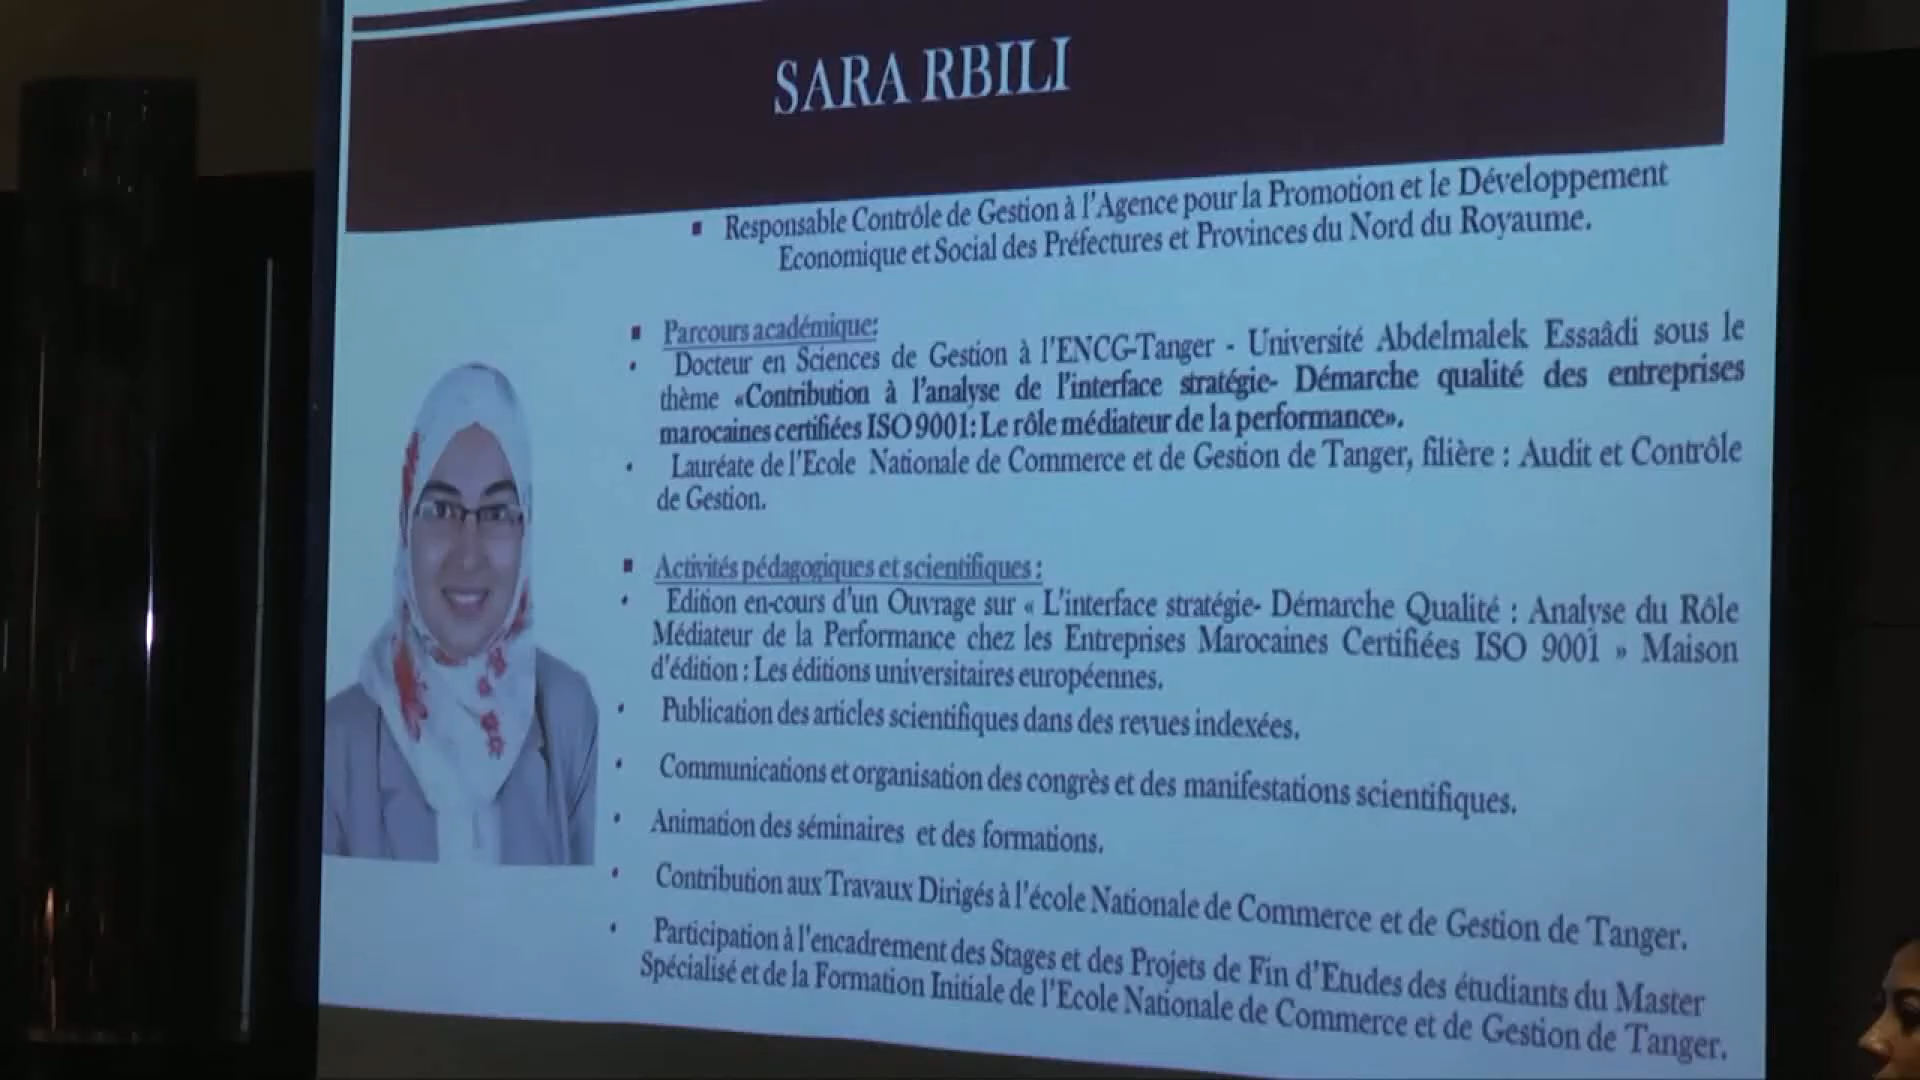 SARA RBILI
▪ Responsable Contrôle de Gestion à l'Agence pour la Promotion et le Développement
Economique et Social des Préfectures et Provinces du Nord du Royaume.
▪ Parcours académique:
• Docteur en Sciences de Gestion à l'ENCG-Tanger - Université Abdelmalek Essaâdi sous le
thème «Contribution à l'analyse de l'interface stratégie- Démarche qualité des entreprises
marocaines certifiées ISO 9001: Le rôle médiateur de la performance».
• Lauréate de l'Ecole Nationale de Commerce et de Gestion de Tanger, filière : Audit et Contrôle
de Gestion.
▪ Activités pédagogiques et scientifiques :
• Edition en-cours d'un Ouvrage sur « L'interface stratégie- Démarche Qualité : Analyse du Rôle
Médiateur de la Performance chez les Entreprises Marocaines Certifiées ISO 9001 » Maison
d'édition : Les éditions universitaires européennes.
• Publication des articles scientifiques dans des revues indexées.
• Communications et organisation des congrès et des manifestations scientifiques.
• Animation des séminaires et des formations.
• Contribution aux Travaux Dirigés à l'école Nationale de Commerce et de Gestion de Tanger.
• Participation à l'encadrement des Stages et des Projets de Fin d'Etudes des étudiants du Master
Spécialisé et de la Formation Initiale de l'Ecole Nationale de Commerce et de Gestion de Tanger.